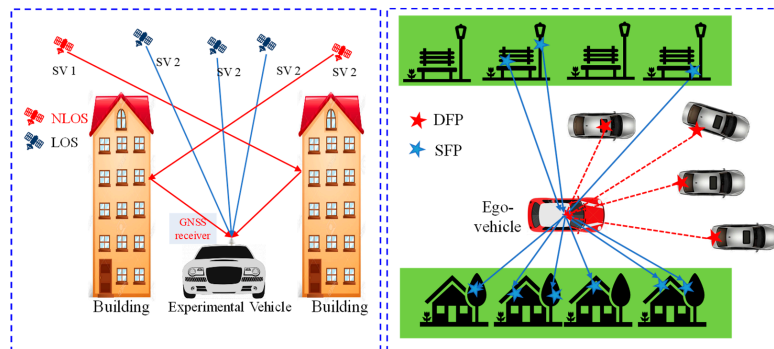 SV 1
SV 2
SV 2
SV 2
SV 2
NLOS
LOS
GNSS
receiver
Building
Experimental Vehicle
Building
DFP
SFP
Ego-
vehicle